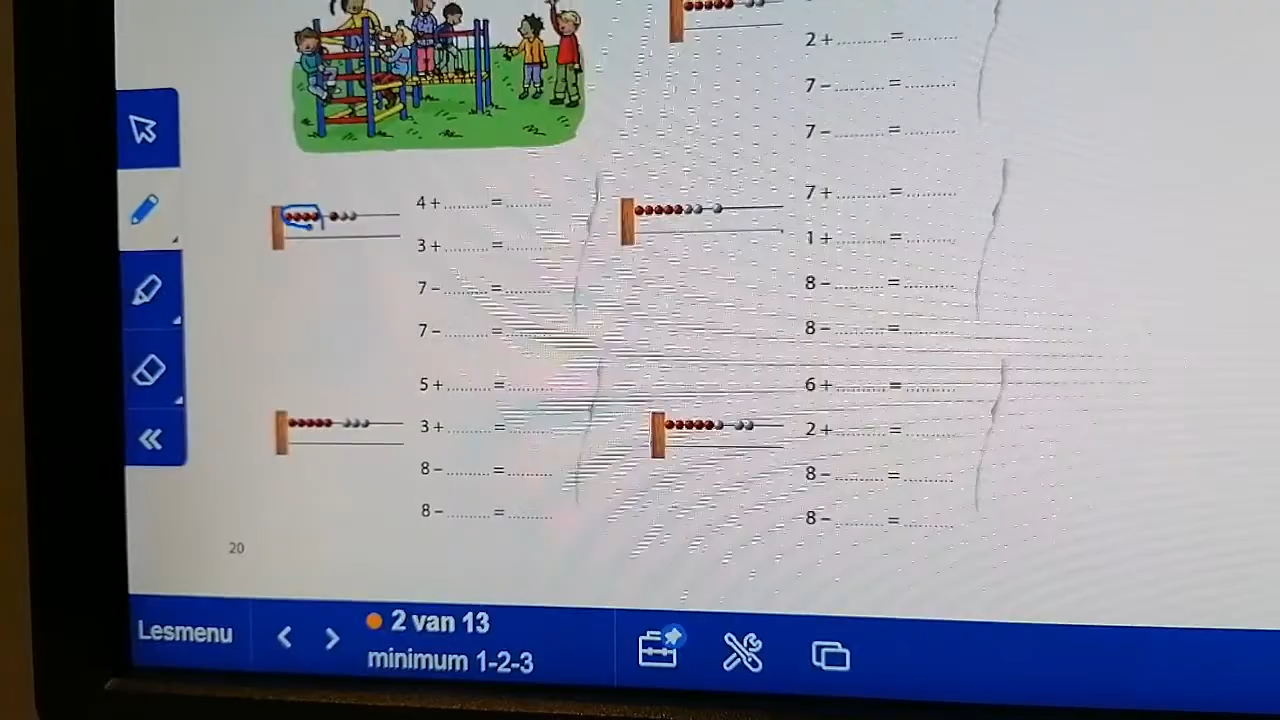 2 + .......... = ..........
7 - .......... = ..........
7 - .......... = ..........
4 + .......... = ..........
3 + .......... = ..........
7 - .......... = ..........
7 - .......... = ..........
7 + .......... = ..........
1 + .......... = ..........
8 - .......... = ..........
8 - .......... = ..........
5 + .......... = ..........
3 + .......... = ..........
8 - .......... = ..........
8 - .......... = ..........
6 + .......... = ..........
2 + .......... = ..........
8 - .......... = ..........
8 - .......... = ..........
20
Lesmenu
2 van 13
minimum 1-2-3